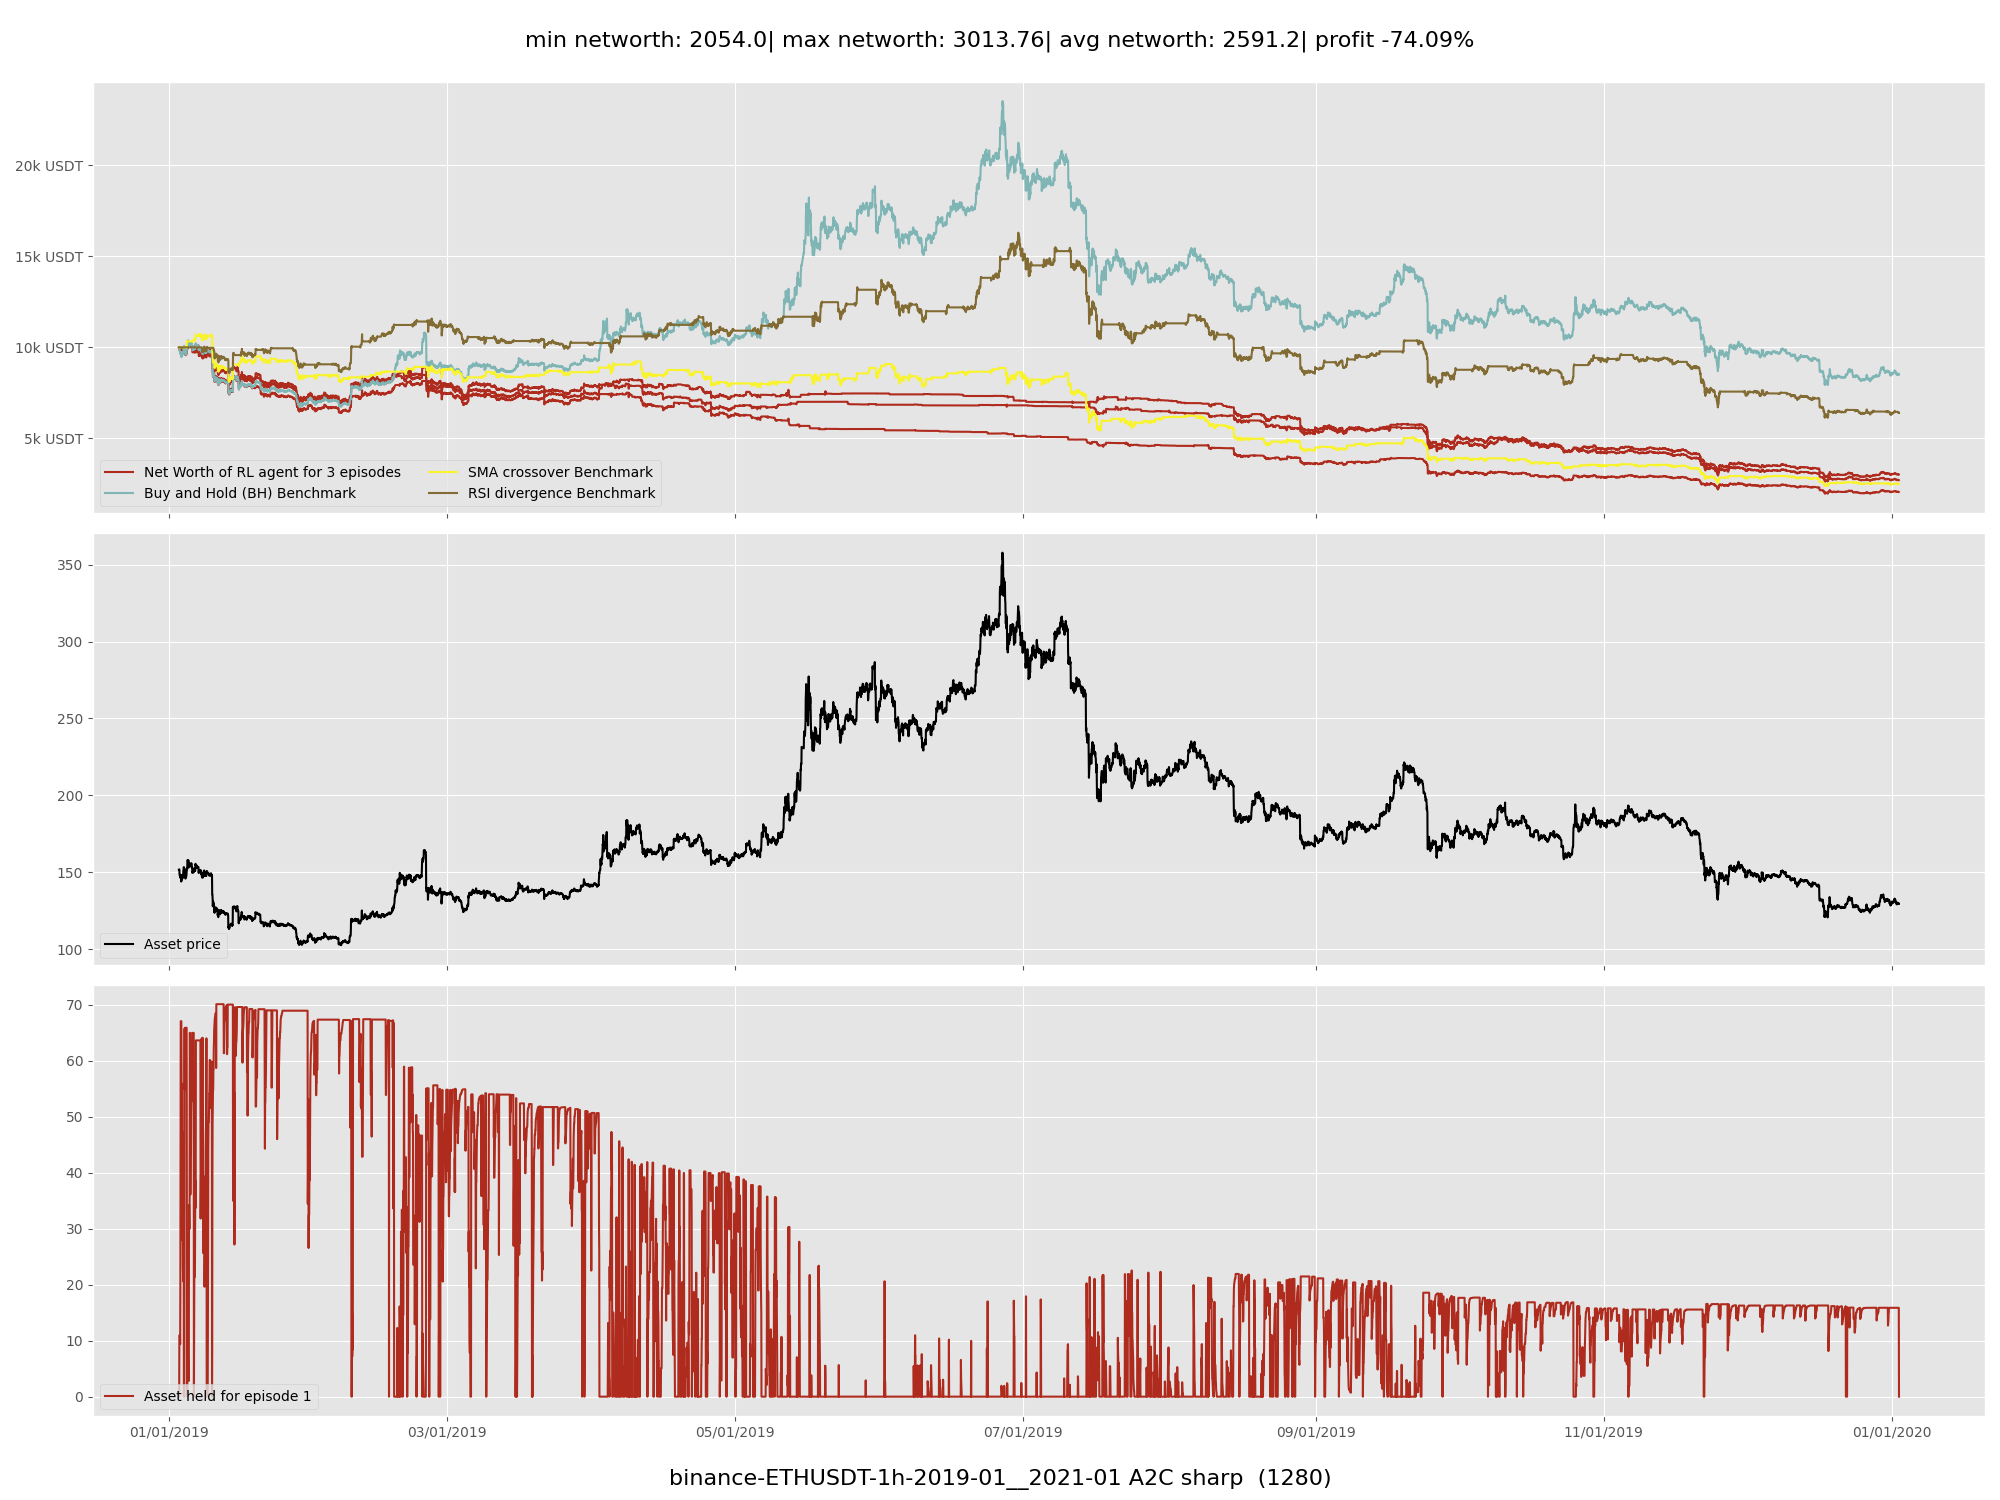 min networth: 2054.0| max networth: 3013.76| avg networth: 2591.2| profit -74.09%
20k USDT
15k USDT
10k USDT
5k USDT
Net Worth of RL agent for 3 episodes
Buy and Hold (BH) Benchmark
SMA crossover Benchmark
RSI divergence Benchmark
350
300
250
200
150
100
Asset price
70
60
50
40
30
20
10
0
Asset held for episode 1
01/01/2019 03/01/2019 05/01/2019 07/01/2019 09/01/2019 11/01/2019 01/01/2020
binance-ETHUSDT-1h-2019-01__2021-01 A2C sharp (1280)